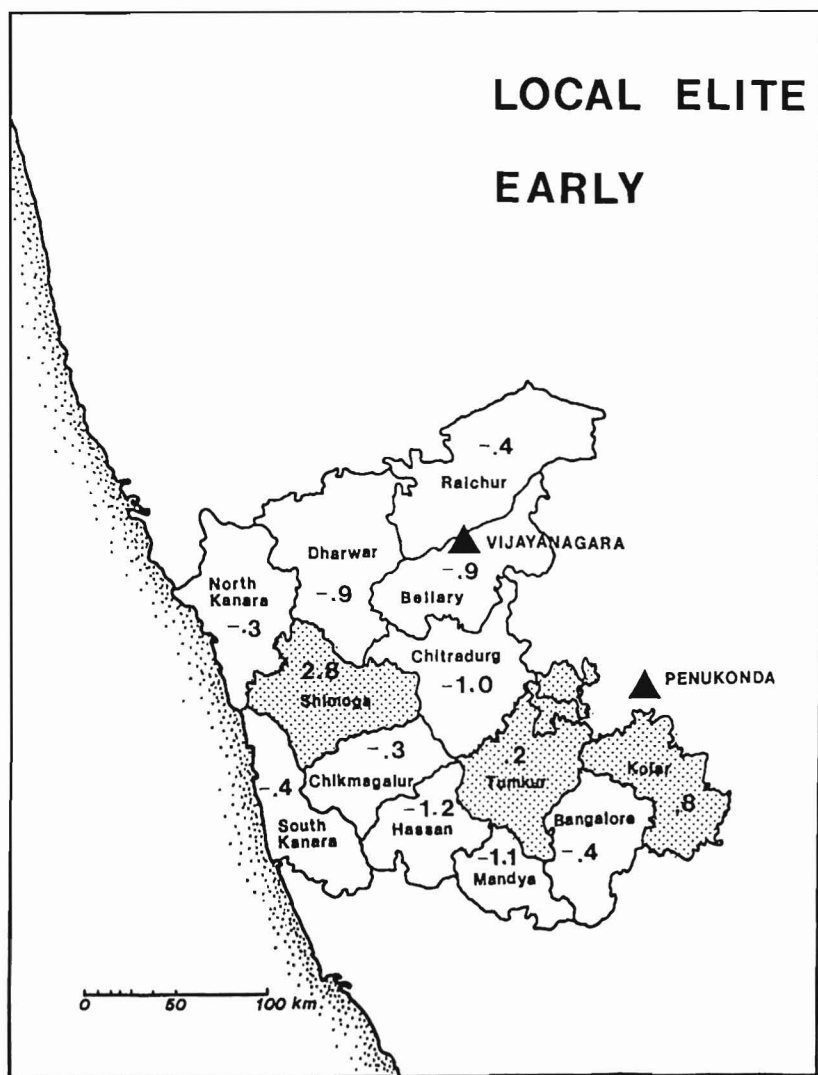 LOCAL ELITE
EARLY
-.4
Raichur
VIJAYANAGARA
Dharwar
-.9
-.9
Bellary
North
Kanara
-.3
Chitradurg
-1.0
2.8
Shimoga
PENUKONDA
-.3
Chikmagalur
.2
Tumkur
Kolar
.8
-.4
South
Kanara
-1.2
Hassan
Bangalore
-.4
-1.1
Mandya
0 50 100 km.